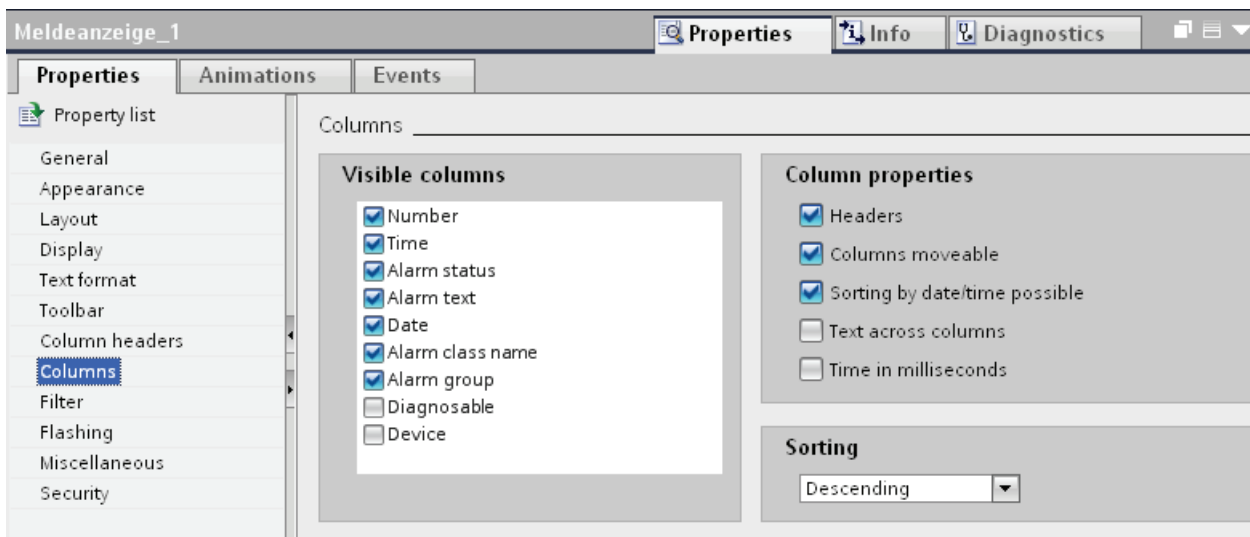 Meldeanzeige_1
Properties
Info
Diagnostics
Properties
Animations
Events
Property list
General
Appearance
Layout
Display
Text format
Toolbar
Column headers
Columns
Filter
Flashing
Miscellaneous
Security
Columns
Visible columns
Number
Time
Alarm status
Alarm text
Date
Alarm class name
Alarm group
Diagnosable
Device
Column properties
Headers
Columns moveable
Sorting by date/time possible
Text across columns
Time in milliseconds
Sorting
Descending